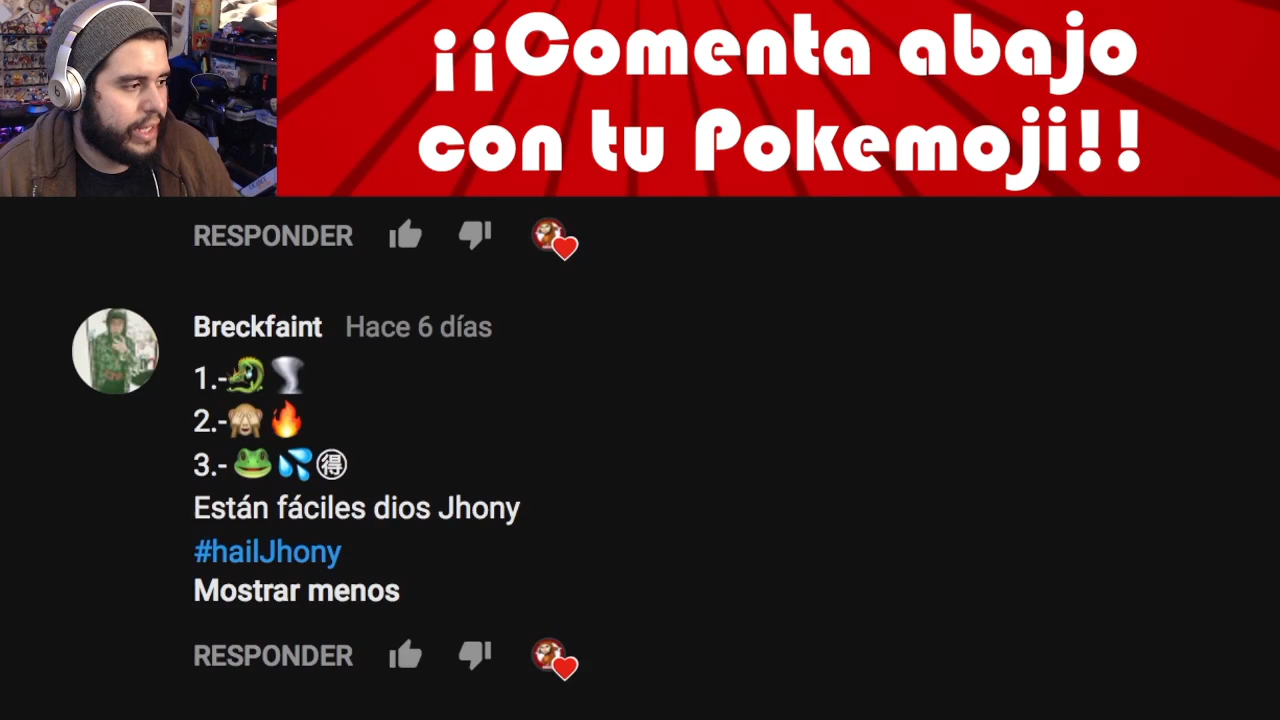 ¡¡Comenta abajo
con tu Pokemoji!!
RESPONDER
Breckfaint Hace 6 días
1.-🐉🌪
2.-🙈🔥
3.-🐸💦🉐
Están fáciles dios Jhony
#hailJhony
Mostrar menos
RESPONDER